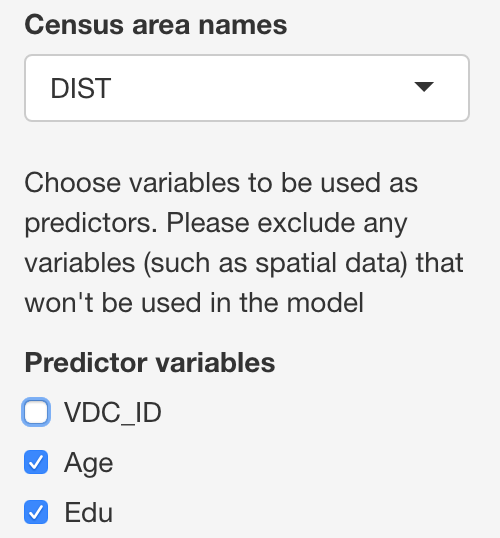 Census area names
DIST
Choose variables to be used as
predictors. Please exclude any
variables (such as spatial data) that
won't be used in the model
Predictor variables
VDC_ID
Age
Edu